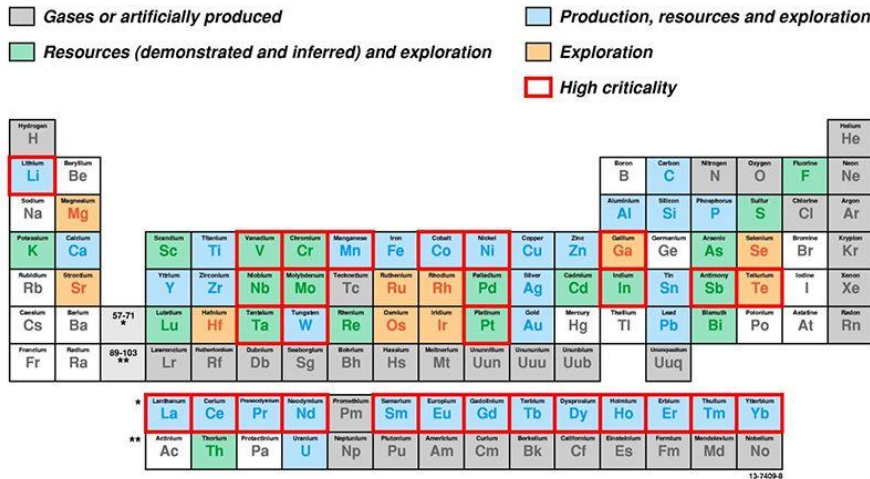 Gases or artificially produced
Production, resources and exploration
Resources (demonstrated and inferred) and exploration
Exploration
High criticality
Hydrogen Helium
H He
Lithium Beryllium Boron Carbon Nitrogen Oxygen Fluorine Neon
Li Be B C N O F Ne
Sodium Magnesium Aluminium Silicon Phosphorus Sulfur Chlorine Argon
Na Mg Al Si P S Cl Ar
Potassium Calcium Scandium Titanium Vanadium Chromium Manganese Iron Cobalt Nickel Copper Zinc Gallium Germanium Arsenic Selenium Bromine Krypton
K Ca Sc Ti V Cr Mn Fe Co Ni Cu Zn Ga Ge As Se Br Kr
Rubidium Strontium Yttrium Zirconium Niobium Molybdenum Technetium Ruthenium Rhodium Palladium Silver Cadmium Indium Tin Antimony Tellurium Iodine Xenon
Rb Sr Y Zr Nb Mo Tc Ru Rh Pd Ag Cd In Sn Sb Te I Xe
Caesium Barium 57-71 Lutetium Hafnium Tantalum Tungsten Rhenium Osmium Iridium Platinum Gold Mercury Thallium Lead Bismuth Polonium Astatine Radon
Cs Ba * Lu Hf Ta W Re Os Ir Pt Au Hg Tl Pb Bi Po At Rn
Francium Radium 89-103 Lawrencium Rutherfordium Dubnium Seaborgium Bohrium Hassium Meitnerium Ununnilium Unununium Ununbium Ununquadium
Fr Ra ** Lr Rf Db Sg Bh Hs Mt Uun Uuu Uub Uuq
* Lanthanum Cerium Praseodynium Neodymium Promethium Samarium Europium Gadolinium Terbium Dysprosium Holmium Erbium Thulium Ytterbium
La Ce Pr Nd Pm Sm Eu Gd Tb Dy Ho Er Tm Yb
** Actinium Thorium Protactinium Uranium Neptunium Plutonium Americium Curium Berkelium Californium Einsteinium Fermium Mendelevium Nobelium
Ac Th Pa U Np Pu Am Cm Bk Cf Es Fm Md No
13-7409-8